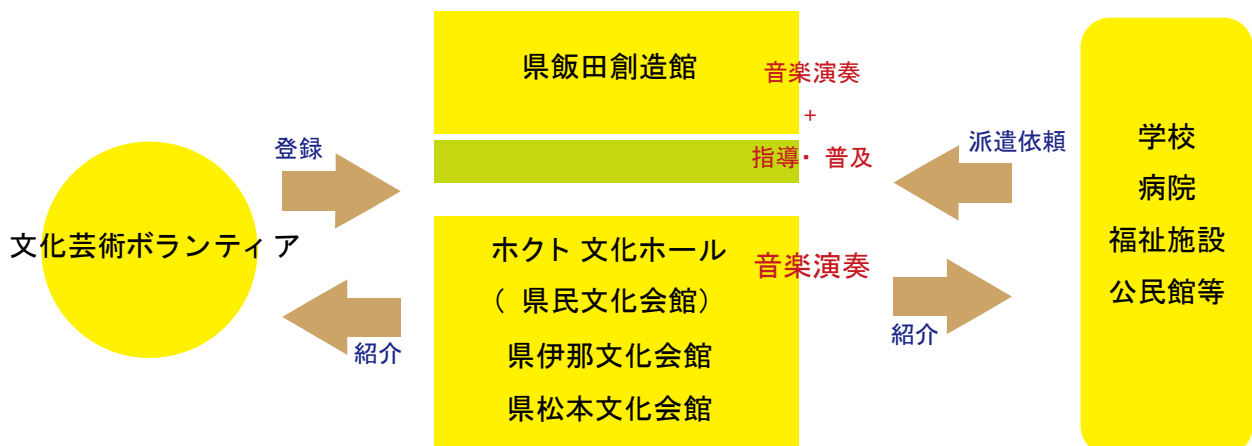 文化芸術ボランティア
登録
紹介
県飯田創造館
音楽演奏
+
指導・普及
ホクト文化ホール
(県民文化会館)
県伊那文化会館
県松本文化会館
音楽演奏
派遣依頼
紹介
学校
病院
福祉施設
公民館等